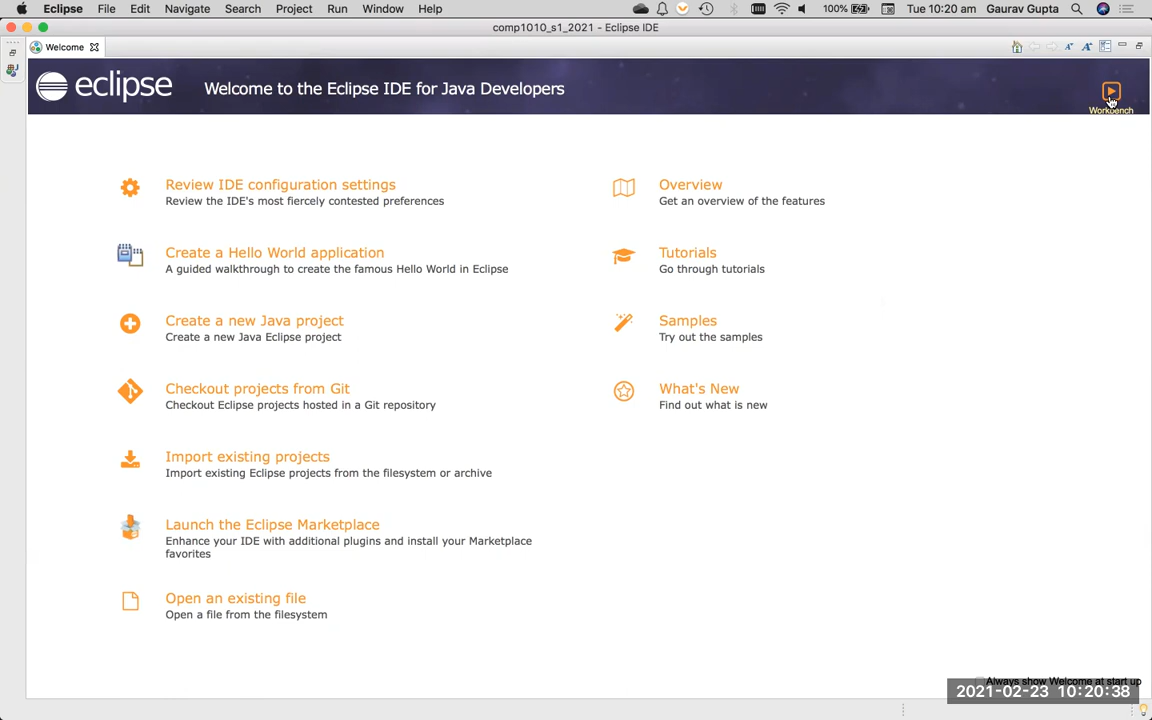 Eclipse File Edit Navigate Search Project Run Window Help 100% Tue 10:20 am Gaurav Gupta
comp1010_s1_2021 - Eclipse IDE
Welcome
eclipse Welcome to the Eclipse IDE for Java Developers
Workbench
Review IDE configuration settings
Review the IDE's most fiercely contested preferences
Create a Hello World application
A guided walkthrough to create the famous Hello World in Eclipse
Create a new Java project
Create a new Java Eclipse project
Checkout projects from Git
Checkout Eclipse projects hosted in a Git repository
Import existing projects
Import existing Eclipse projects from the filesystem or archive
Launch the Eclipse Marketplace
Enhance your IDE with additional plugins and install your Marketplace
favorites
Open an existing file
Open a file from the filesystem
Overview
Get an overview of the features
Tutorials
Go through tutorials
Samples
Try out the samples
What's New
Find out what is new
Always show Welcome at start up
2021-02-23 10:20:38